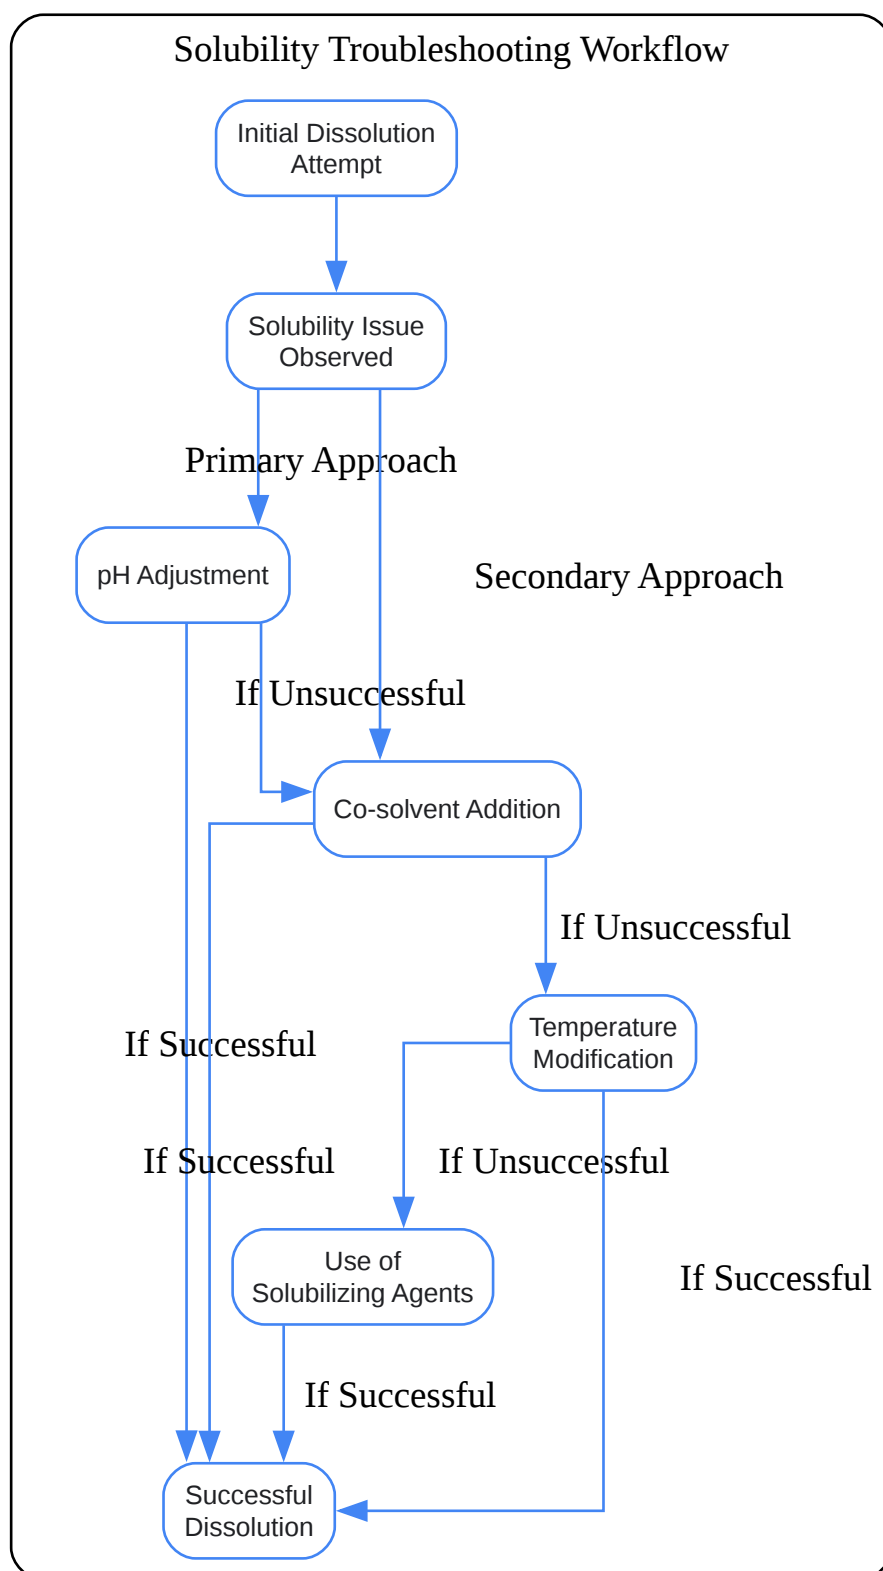 Solubility Troubleshooting Workflow
Initial Dissolution
Attempt
Solubility Issue
Observed
Primary Approach
pH Adjustment
Secondary Approach
If Unsuccessful
Co-solvent Addition
If Unsuccessful
Temperature
Modification
If Successful
If Successful
If Unsuccessful
Use of
Solubilizing Agents
If Successful
If Successful
Successful
Dissolution